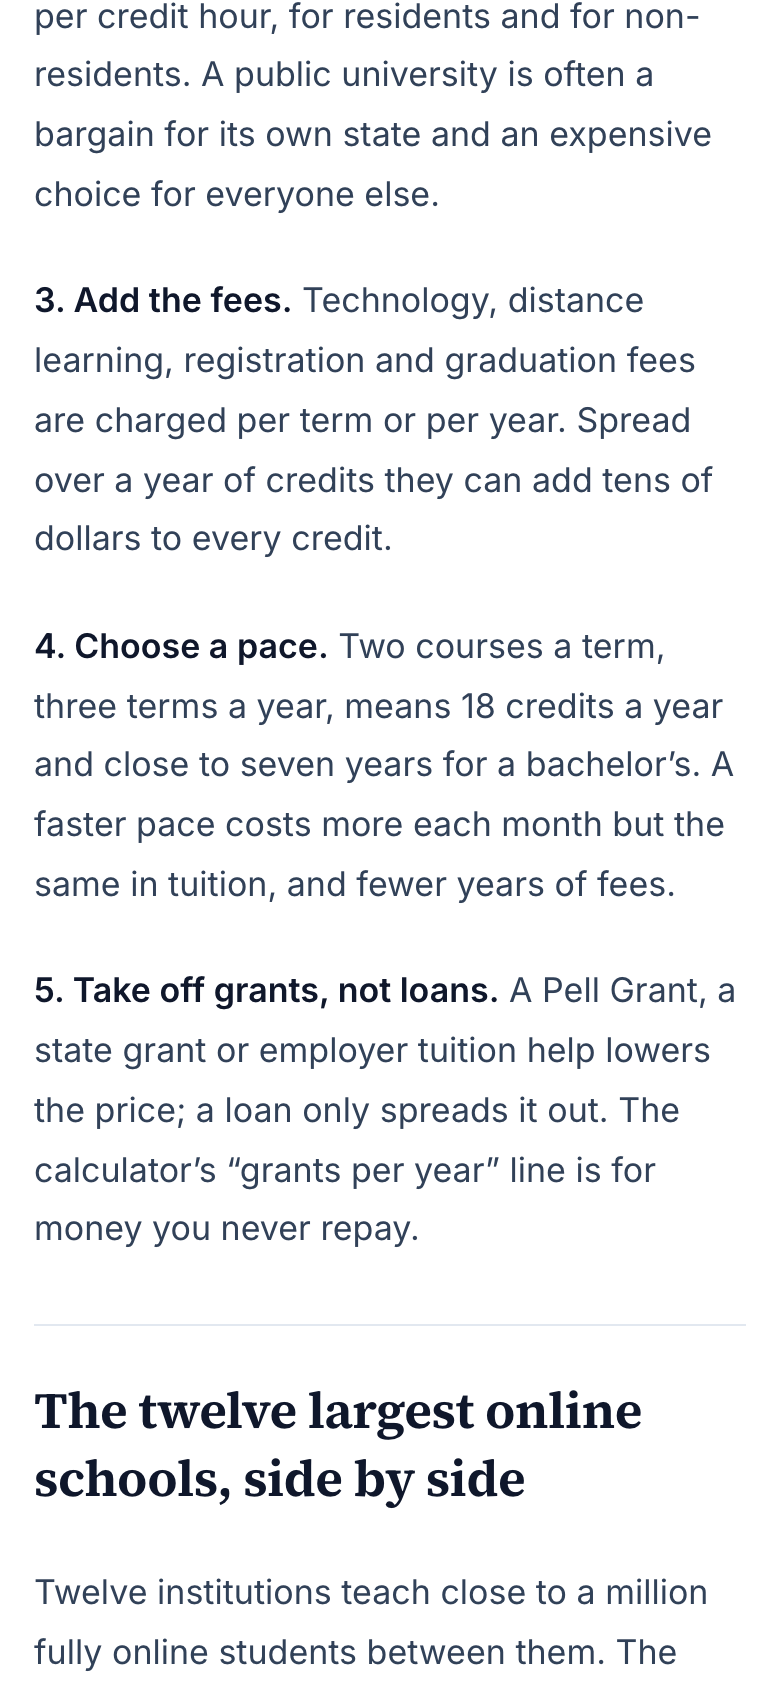 per credit hour, for residents and for non-
residents. A public university is often a
bargain for its own state and an expensive
choice for everyone else.
3. Add the fees. Technology, distance
learning, registration and graduation fees
are charged per term or per year. Spread
over a year of credits they can add tens of
dollars to every credit.
4. Choose a pace. Two courses a term,
three terms a year, means 18 credits a year
and close to seven years for a bachelor’s. A
faster pace costs more each month but the
same in tuition, and fewer years of fees.
5. Take off grants, not loans. A Pell Grant, a
state grant or employer tuition help lowers
the price; a loan only spreads it out. The
calculator’s “grants per year” line is for
money you never repay.
The twelve largest online
schools, side by side
Twelve institutions teach close to a million
fully online students between them. The